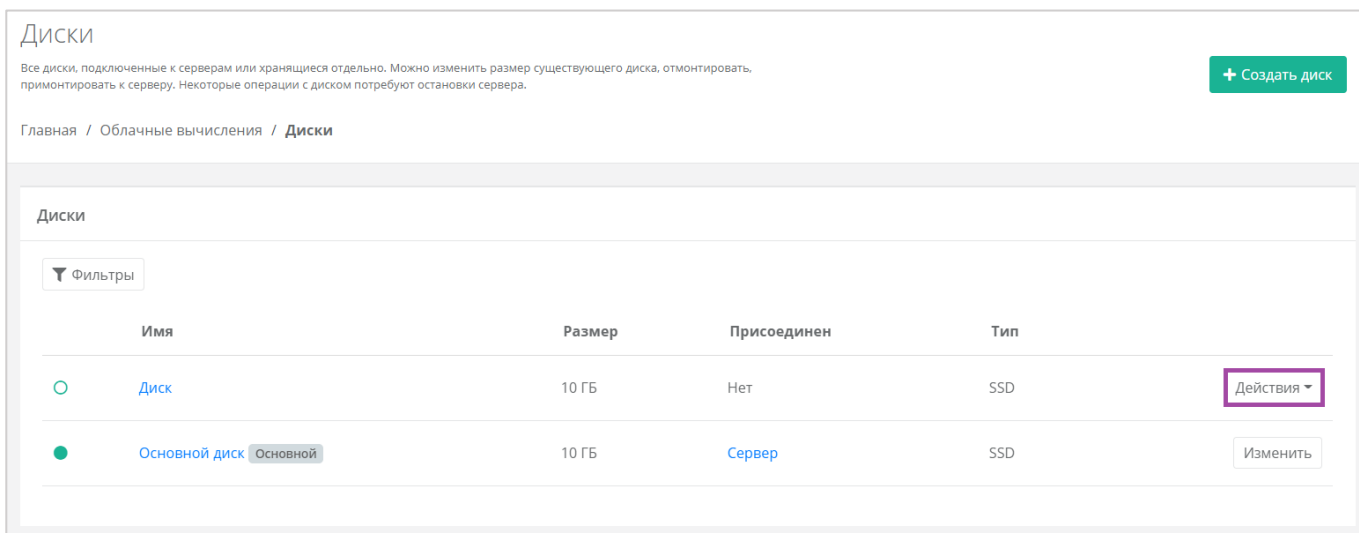 Диски
Все диски, подключенные к серверам или хранящиеся отдельно. Можно изменить размер существующего диска, отмонтировать,
примонтировать к серверу. Некоторые операции с диском потребуют остановки сервера.
+ Создать диск
Главная / Облачные вычисления / Диски
Диски
Фильтры
Имя Размер Присоединен Тип
Диск 10 ГБ Нет SSD Действия
Основной диск Основной 10 ГБ Сервер SSD Изменить